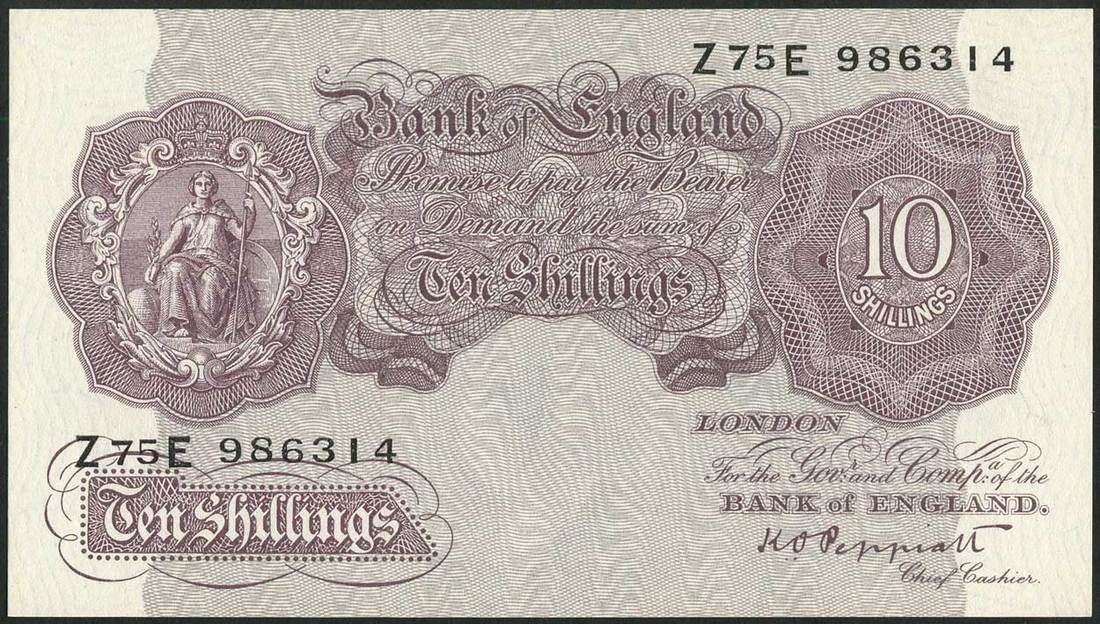 Z75E 986314
Bank of England
Promise to pay the Bearer
on Demand the sum of
Ten Shillings
10
SHILLINGS
LONDON
For the Govr. and Compa. of the
BANK of ENGLAND.
K O Peppiatt
Chief Cashier.
Z75E 986314
Ten Shillings